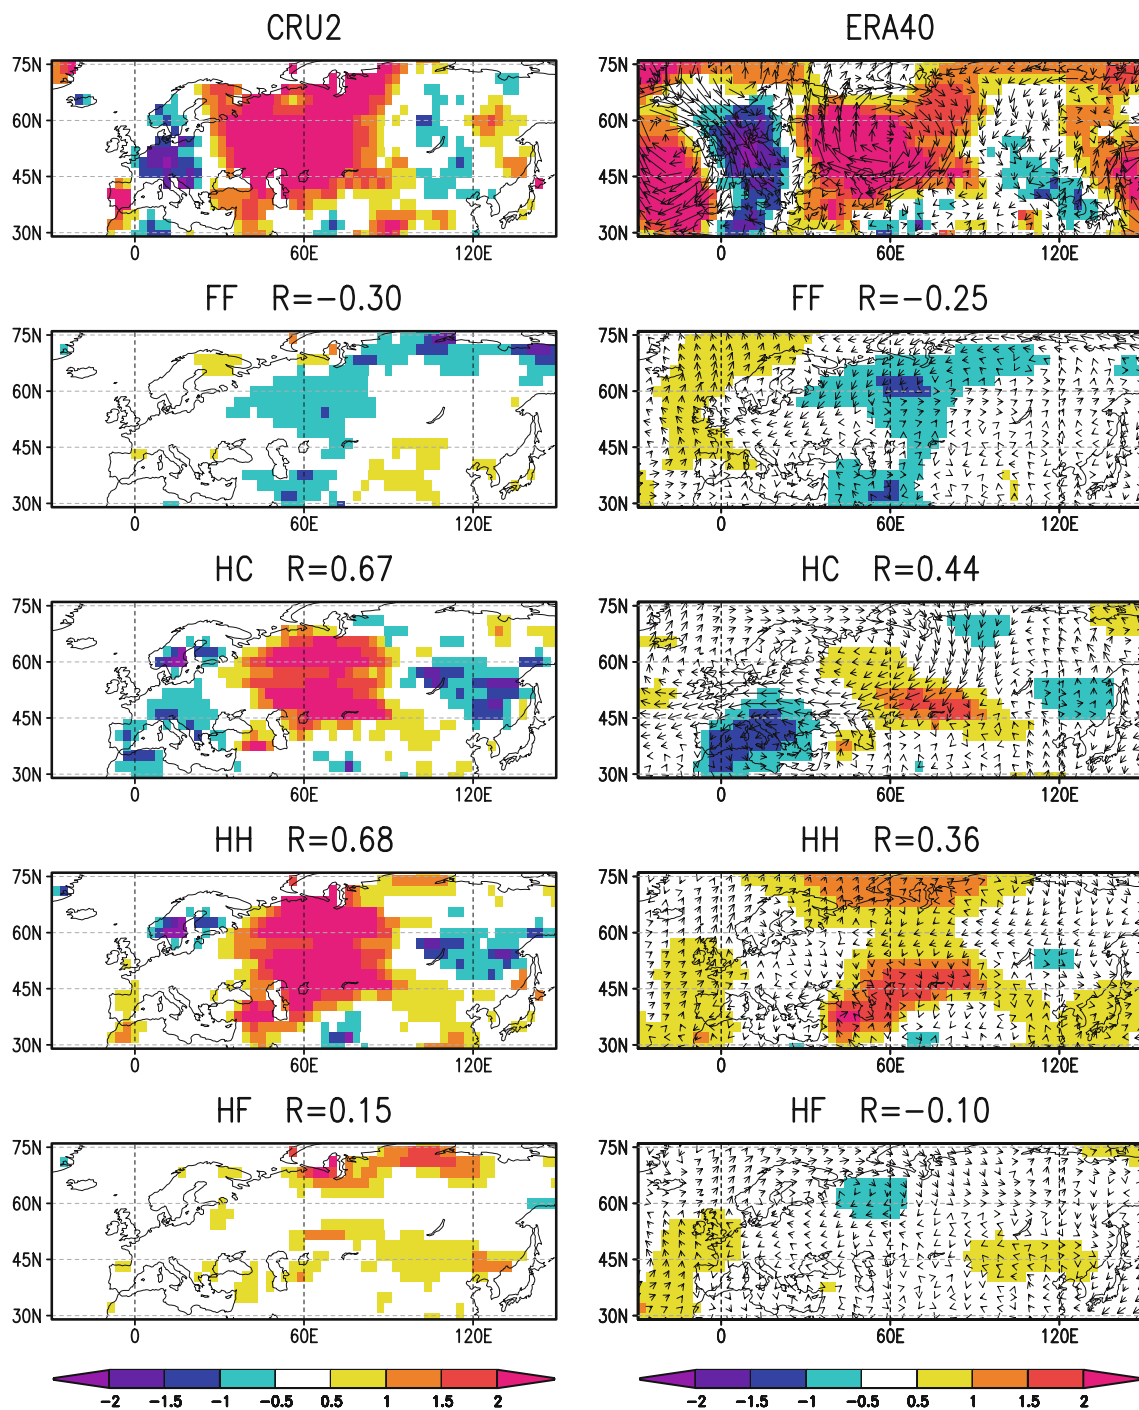 CRU2 ERA40
75N 75N
60N 60N
45N 45N
30N 30N
0 60E 120E 0 60E 120E
FF R=-0.30 FF R=-0.25
75N 75N
60N 60N
45N 45N
30N 30N
0 60E 120E 0 60E 120E
HC R=0.67 HC R=0.44
75N 75N
60N 60N
45N 45N
30N 30N
0 60E 120E 0 60E 120E
HH R=0.68 HH R=0.36
75N 75N
60N 60N
45N 45N
30N 30N
0 60E 120E 0 60E 120E
HF R=0.15 HF R=-0.10
75N 75N
60N 60N
45N 45N
30N 30N
0 60E 120E 0 60E 120E
-2 -1.5 -1 -0.5 0.5 1 1.5 2 -2 -1.5 -1 -0.5 0.5 1 1.5 2